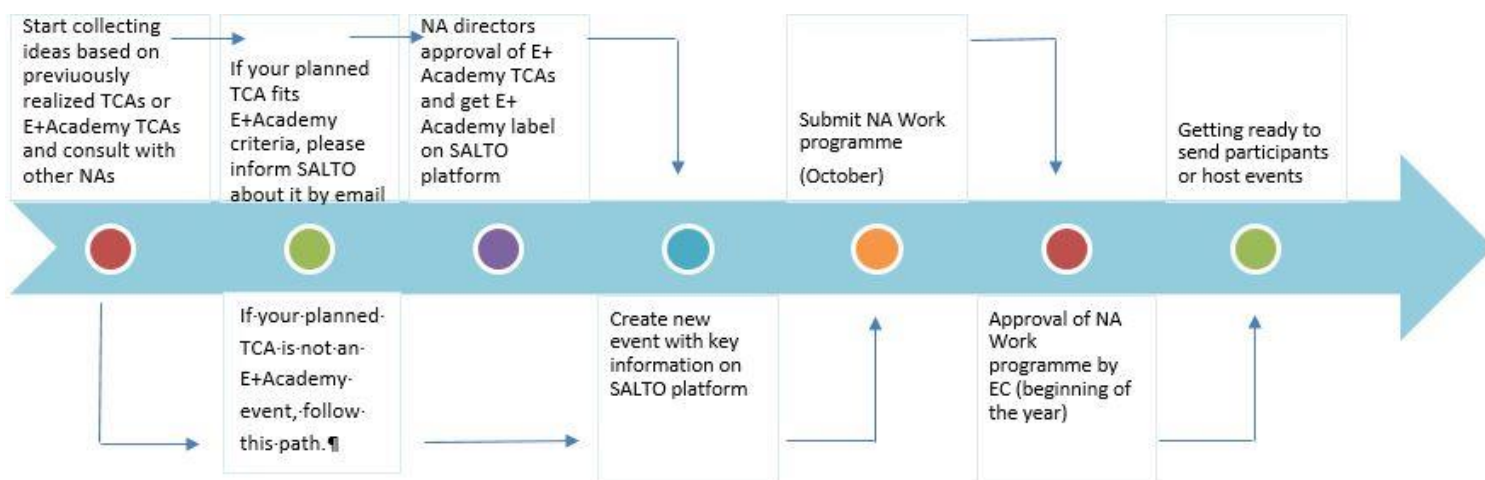 Start collecting
ideas based on
previuously
realized TCAs or
E+Academy TCAs
and consult with
other NAs
If your planned
TCA fits
E+Academy
criteria, please
inform SALTO
about it by email
NA directors
approval of E+
Academy TCAs
and get E+
Academy label
on SALTO
platform
Submit NA Work
programme
(October)
Getting ready to
send participants
or host events
If·your·planned·
TCA·is·not·an·
E+Academy·
event,·follow·
this·path.¶
Create new
event with key
information on
SALTO platform
Approval of NA
Work
programme by
EC (beginning of
the year)